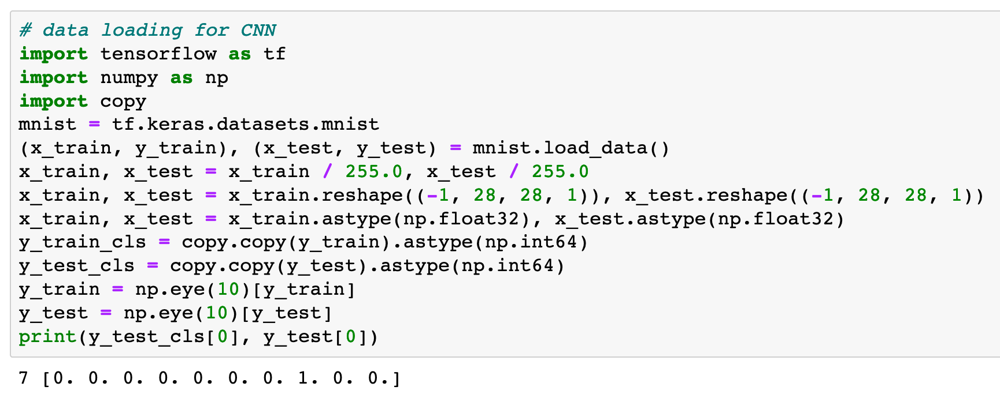 # data loading for CNN
import tensorflow as tf
import numpy as np
import copy
mnist = tf.keras.datasets.mnist
(x_train, y_train), (x_test, y_test) = mnist.load_data()
x_train, x_test = x_train / 255.0, x_test / 255.0
x_train, x_test = x_train.reshape((-1, 28, 28, 1)), x_test.reshape((-1, 28, 28, 1))
x_train, x_test = x_train.astype(np.float32), x_test.astype(np.float32)
y_train_cls = copy.copy(y_train).astype(np.int64)
y_test_cls = copy.copy(y_test).astype(np.int64)
y_train = np.eye(10)[y_train]
y_test = np.eye(10)[y_test]
print(y_test_cls[0], y_test[0])
7 [0. 0. 0. 0. 0. 0. 0. 1. 0. 0.]